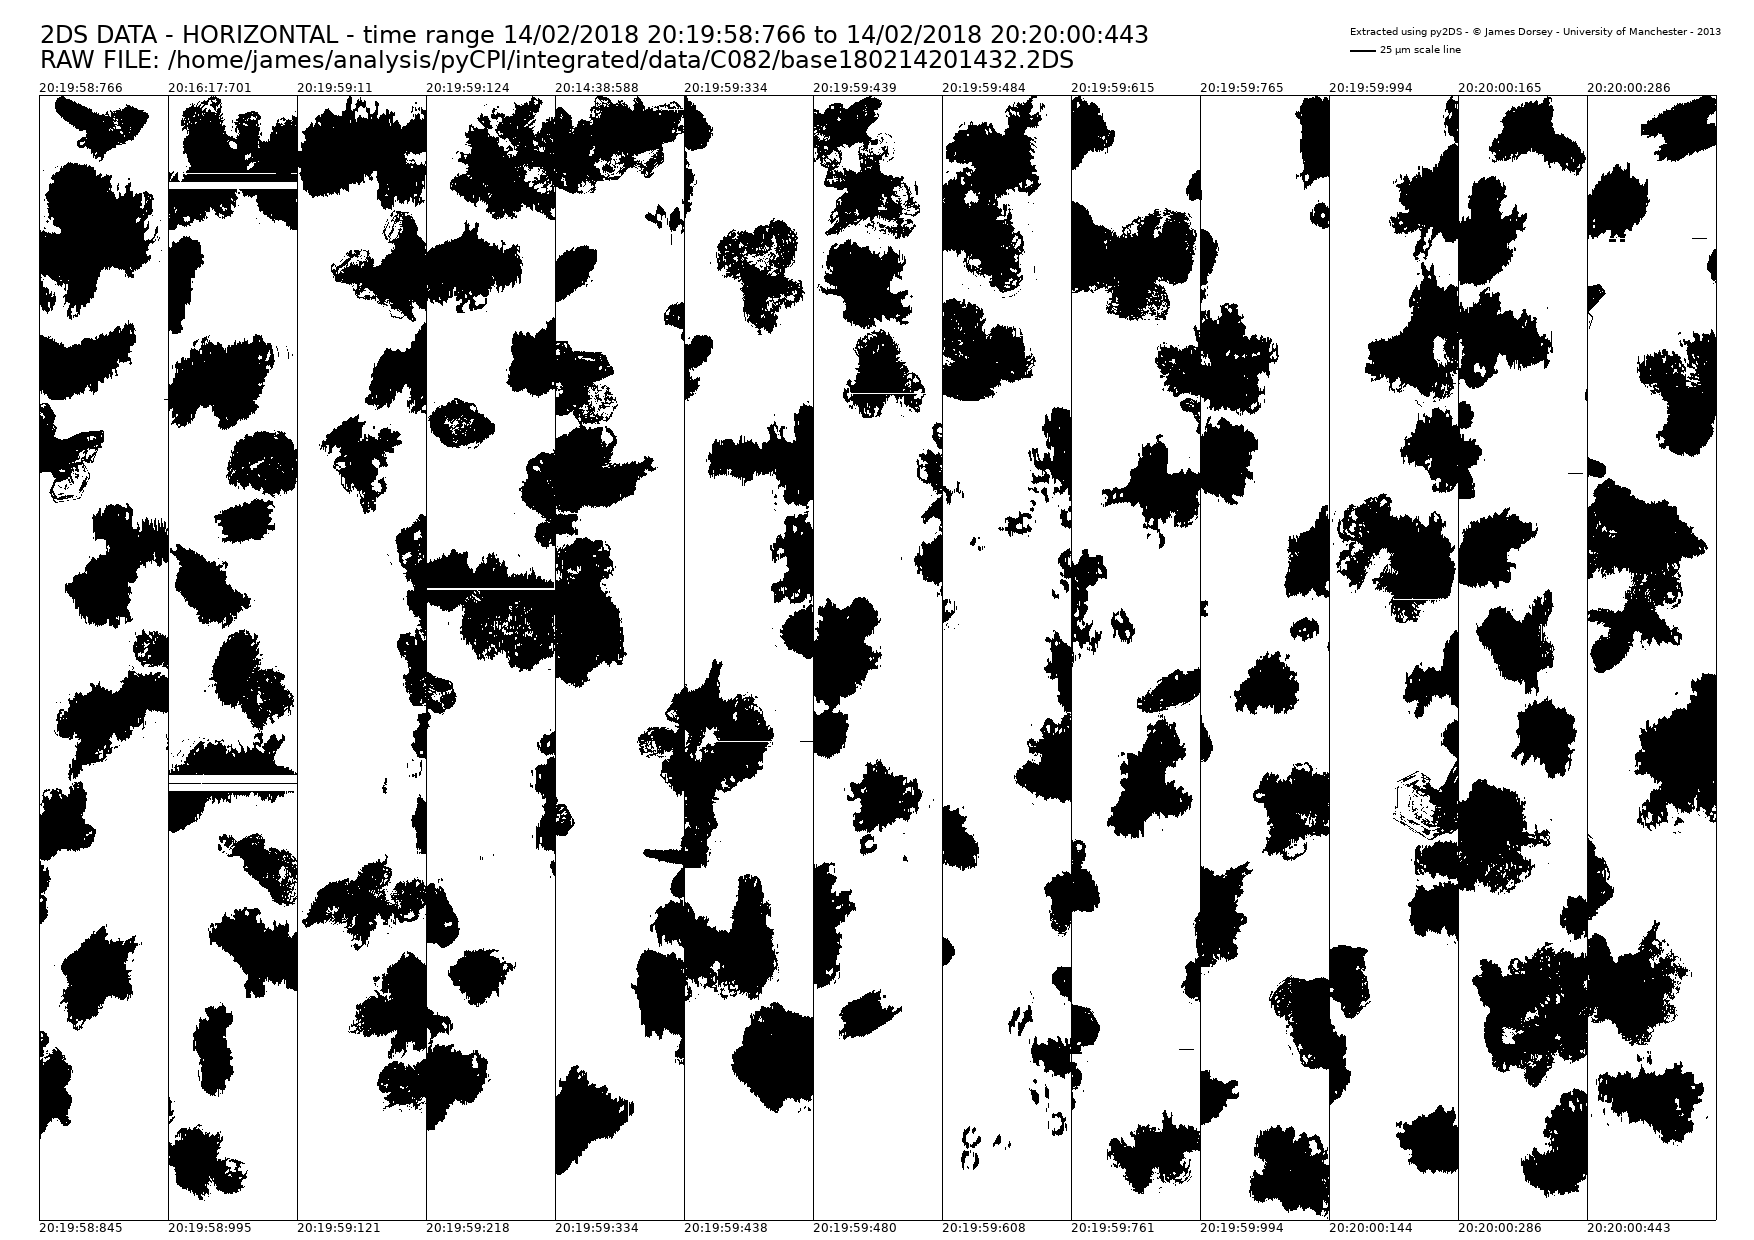 2DS DATA - HORIZONTAL - time range 14/02/2018 20:19:58:766 to 14/02/2018 20:20:00:443
RAW FILE: /home/james/analysis/pyCPI/integrated/data/C082/base180214201432.2DS
Extracted using py2DS - © James Dorsey - University of Manchester - 2013
25 µm scale line
20:19:58:766 20:16:17:701 20:19:59:11 20:19:59:124 20:14:38:588 20:19:59:334 20:19:59:439 20:19:59:484 20:19:59:615 20:19:59:765 20:19:59:994 20:20:00:165 20:20:00:286
20:19:58:845 20:19:58:995 20:19:59:121 20:19:59:218 20:19:59:334 20:19:59:438 20:19:59:480 20:19:59:608 20:19:59:761 20:19:59:994 20:20:00:144 20:20:00:286 20:20:00:443